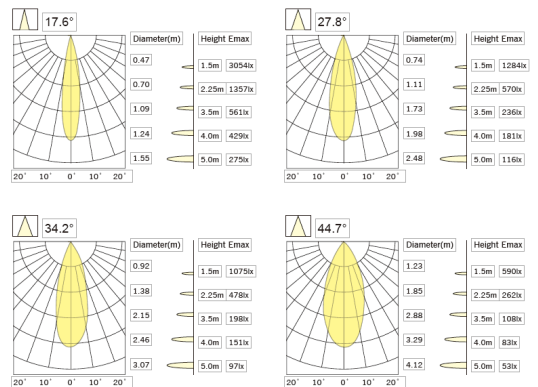 17.6°
Diameter(m) Height Emax
0.47 1.5m 3054lx
0.70 2.25m 1357lx
1.09 3.5m 561lx
1.24 4.0m 429lx
1.55 5.0m 275lx
20° 10° 0° 10° 20°
27.8°
Diameter(m) Height Emax
0.74 1.5m 1284lx
1.11 2.25m 570lx
1.73 3.5m 236lx
1.98 4.0m 181lx
2.48 5.0m 116lx
20° 10° 0° 10° 20°
34.2°
Diameter(m) Height Emax
0.92 1.5m 1075lx
1.38 2.25m 478lx
2.15 3.5m 198lx
2.46 4.0m 151lx
3.07 5.0m 97lx
20° 10° 0° 10° 20°
44.7°
Diameter(m) Height Emax
1.23 1.5m 590lx
1.85 2.25m 262lx
2.88 3.5m 108lx
3.29 4.0m 83lx
4.12 5.0m 53lx
20° 10° 0° 10° 20°